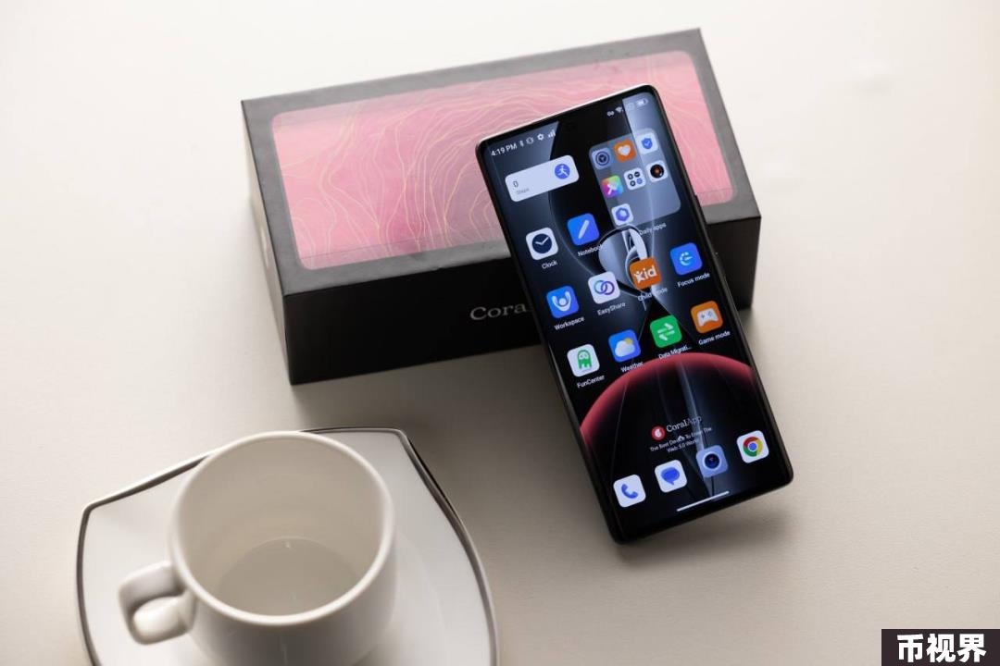 4:19 PM
0
Steps
Daily apps
Clock
Notebook
Workspace
EasyShare
kid
Child mode
Focus mode
FunCenter
Weather
Data Migrati...
Game mode
CoralApp
The Best Device To Enter The
Web 3.0 World
Coral
币视界